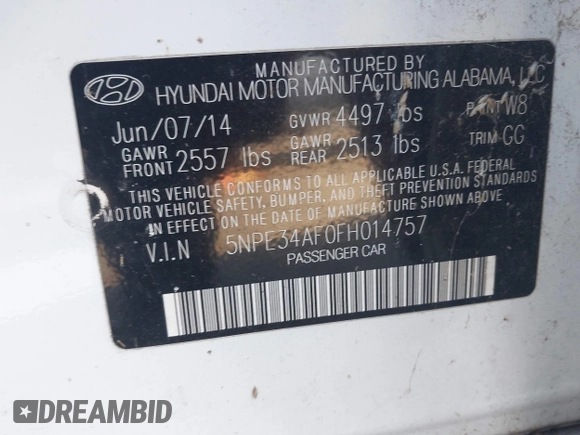 MANUFACTURED BY
HYUNDAI MOTOR MANUFACTURING ALABAMA, LLC
Jun/07/14 GVWR 4497 lbs PAINT W8
GAWR FRONT 2557 lbs GAWR REAR 2513 lbs TRIM GG
THIS VEHICLE CONFORMS TO ALL APPLICABLE U.S.A. FEDERAL
MOTOR VEHICLE SAFETY, BUMPER, AND THEFT PREVENTION STANDARDS
IN EFFECT ON THE DATE OF MANUFACTURE SHOWN ABOVE.
V.I.N 5NPE34AF0FH014757
PASSENGER CAR
DREAMBID